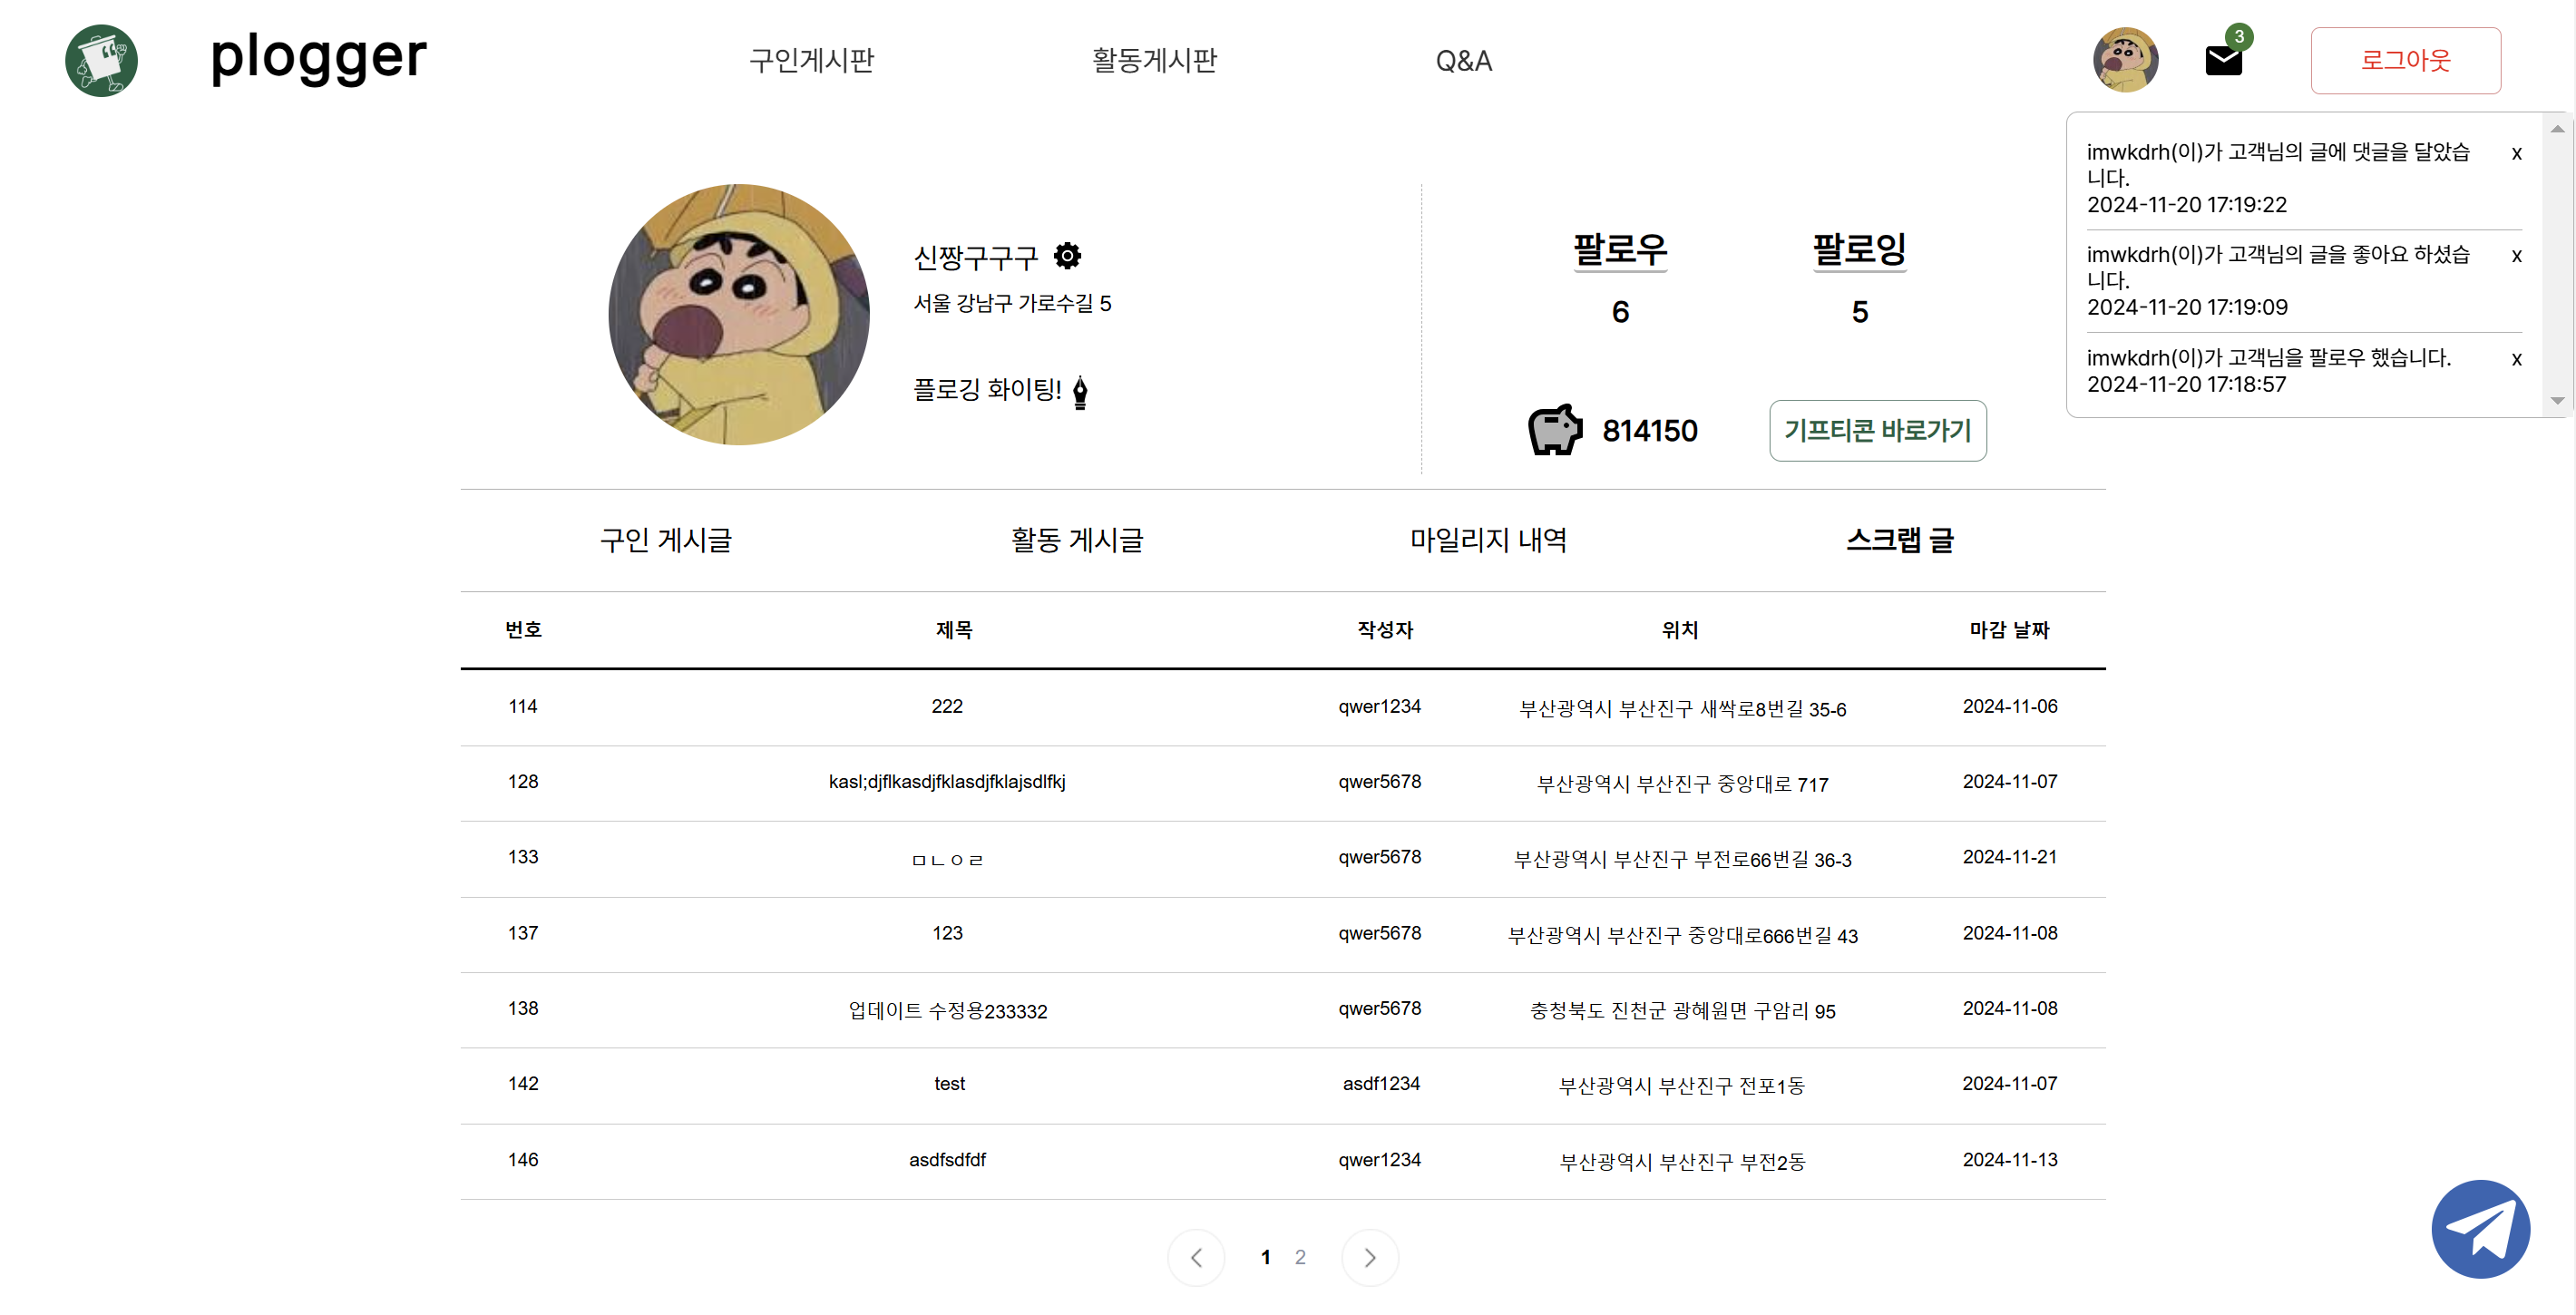 plogger
구인게시판 활동게시판 Q&A
3
로그아웃
imwkdrh(이)가 고객님의 글에 댓글을 달았습 x
니다.
2024-11-20 17:19:22
imwkdrh(이)가 고객님의 글을 좋아요 하셨습 x
니다.
2024-11-20 17:19:09
imwkdrh(이)가 고객님을 팔로우 했습니다. x
2024-11-20 17:18:57
신짱구구구
서울 강남구 가로수길 5
플로깅 화이팅!
팔로우 팔로잉
6 5
814150 기프티콘 바로가기
구인 게시글 활동 게시글 마일리지 내역 스크랩 글
번호 제목 작성자 위치 마감 날짜
114 222 qwer1234 부산광역시 부산진구 새싹로8번길 35-6 2024-11-06
128 kasl;djflkasdjfklasdjfklajsdlfkj qwer5678 부산광역시 부산진구 중앙대로 717 2024-11-07
133 ㅁㄴㅇㄹ qwer5678 부산광역시 부산진구 부전로66번길 36-3 2024-11-21
137 123 qwer5678 부산광역시 부산진구 중앙대로666번길 43 2024-11-08
138 업데이트 수정용233332 qwer5678 충청북도 진천군 광혜원면 구암리 95 2024-11-08
142 test asdf1234 부산광역시 부산진구 전포1동 2024-11-07
146 asdfsdfdf qwer1234 부산광역시 부산진구 부전2동 2024-11-13
1 2